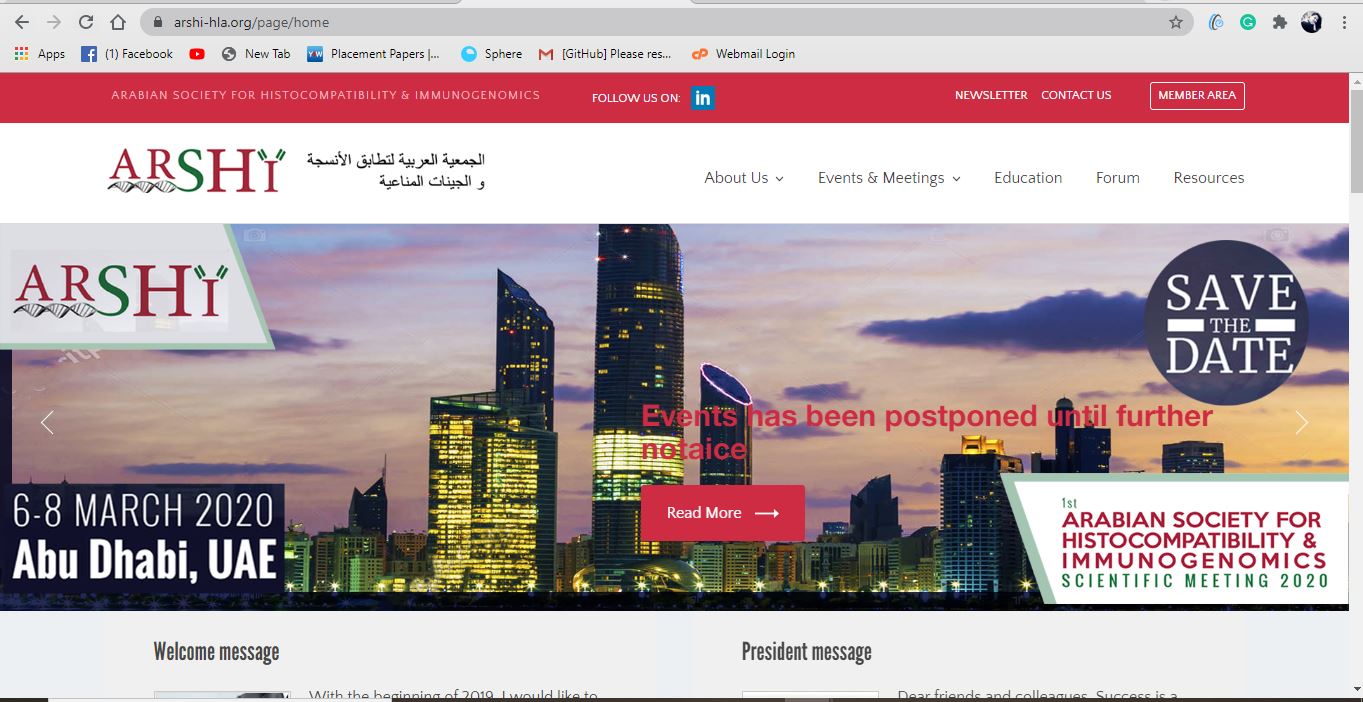 arshi-hla.org/page/home
Apps
(1) Facebook
New Tab
Placement Papers |...
Sphere
[GitHub] Please res...
Webmail Login
ARABIAN SOCIETY FOR HISTOCOMPATIBILITY & IMMUNOGENOMICS
FOLLOW US ON:
in
NEWSLETTER
CONTACT US
MEMBER AREA
ARSHI
الجمعية العربية لتطابق الأنسجة
و الجينات المناعية
About Us
Events & Meetings
Education
Forum
Resources
ARSHI
SAVE
THE
DATE
Events has been postponed until further
notaice
Read More
6-8 MARCH 2020
Abu Dhabi, UAE
1st
ARABIAN SOCIETY FOR
HISTOCOMPATIBILITY &
IMMUNOGENOMICS
SCIENTIFIC MEETING 2020
Welcome message
President message
With the beginning of 2019, I would like to
Dear friends and colleagues, Success is a